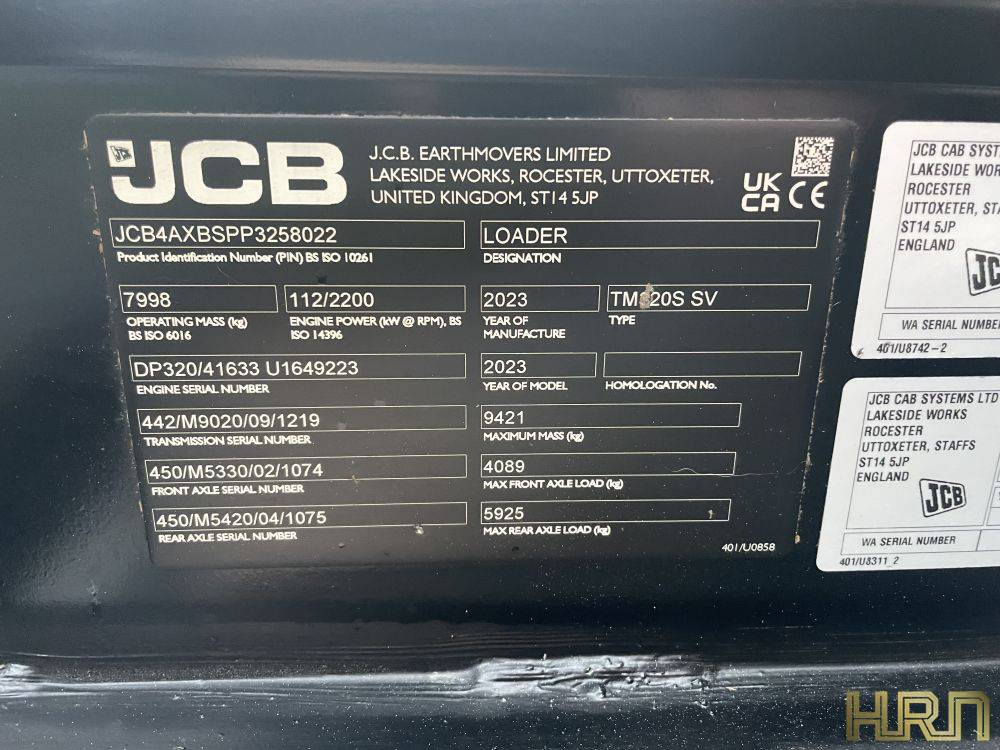 JCB
J.C.B. EARTHMOVERS LIMITED
LAKESIDE WORKS, ROCESTER, UTTOXETER,
UNITED KINGDOM, ST14 5JP
UK
CA CE
JCB4AXBSPP3258022
Product Identification Number (PIN) BS ISO 10261
LOADER
DESIGNATION
7998
OPERATING MASS (kg)
BS ISO 6016
112/2200
ENGINE POWER (kW @ RPM), BS
ISO 14396
2023
YEAR OF
MANUFACTURE
SV
TYPE
DP320/41633 U1649223
ENGINE SERIAL NUMBER
2023
YEAR OF MODEL
HOMOLOGATION No.
442/M9020/09/1219
TRANSMISSION SERIAL NUMBER
9421
MAXIMUM MASS (kg)
450/M5330/02/1074
FRONT AXLE SERIAL NUMBER
4089
MAX FRONT AXLE LOAD (kg)
450/M5420/04/1075
REAR AXLE SERIAL NUMBER
5925
MAX REAR AXLE LOAD (kg)
401/U0858
JCB CAB
LAKESIDE
ROCESTER
UTTOXETER,
ST14 5JP
ENGLAND
WA SERIAL
401/U8742-2
JCB CAB SYSTEMS LTD
LAKESIDE WORKS
ROCESTER
UTTOXETER, STAFFS
ST14 5JP
ENGLAND
JCB
WA SERIAL NUMBER
401/U8311_2
HRN